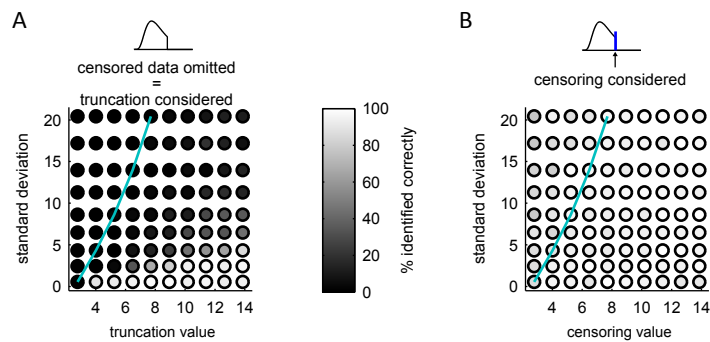 A
censored data omitted
=
truncation considered
standard deviation
20
15
10
5
0
4 6 8 10 12 14
truncation value
100
80
60
40
20
0
% identified correctly
B
censoring considered
standard deviation
20
15
10
5
0
4 6 8 10 12 14
censoring value